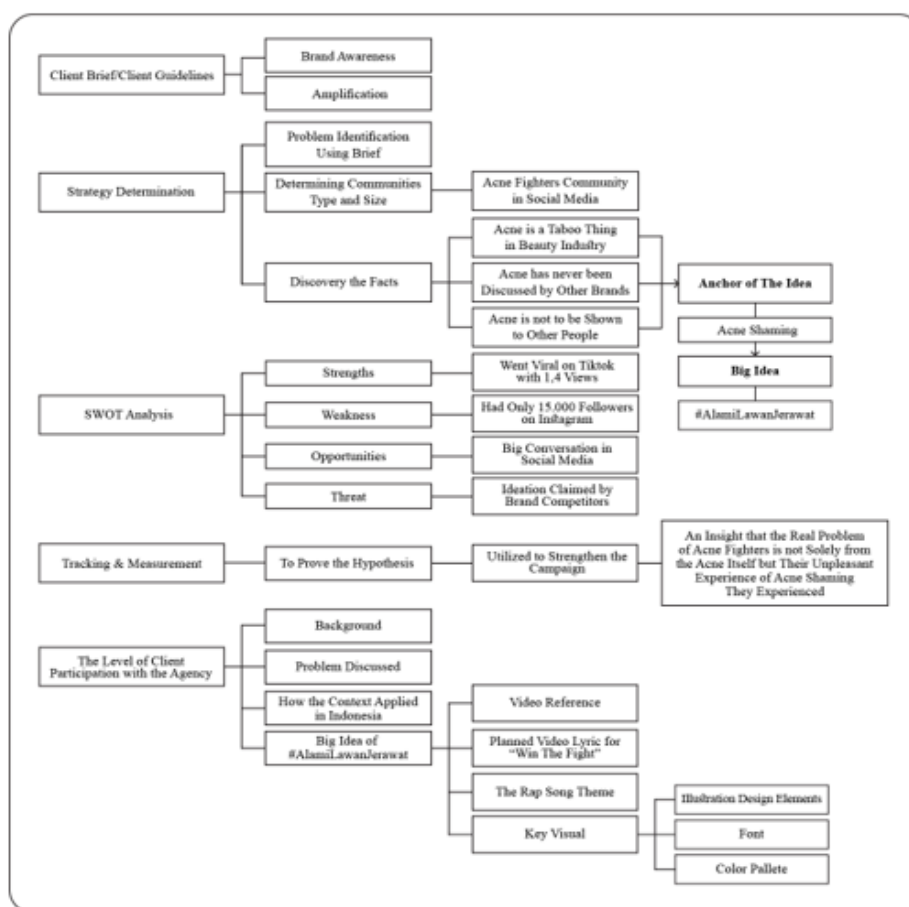 Client Brief/Client Guidelines
Brand Awareness
Amplification
Strategy Determination
Problem Identification
Using Brief
Determining Communities
Type and Size
Acne Fighters Community
in Social Media
Discovery the Facts
Acne is a Taboo Thing
in Beauty Industry
Acne has never been
Discussed by Other Brands
Acne is not to be Shown
to Other People
Anchor of The Idea
Acne Shaming
Big Idea
#AlamiLawanJerawat
SWOT Analysis
Strengths
Went Viral on Tiktok
with 1,4 Views
Weakness
Had Only 15,000 Followers
on Instagram
Opportunities
Big Conversation in
Social Media
Threat
Ideation Claimed by
Brand Competitors
Tracking & Measurement
To Prove the Hypothesis
Utilized to Strengthen the
Campaign
An Insight that the Real Problem
of Acne Fighters is not Solely from
the Acne Itself but Their Unpleasant
Experience of Acne Shaming
They Experienced
The Level of Client
Participation with the Agency
Background
Problem Discussed
How the Context Applied
in Indonesia
Big Idea of
#AlamiLawanJerawat
Video Reference
Planned Video Lyric for
“Win The Fight”
The Rap Song Theme
Key Visual
Illustration Design Elements
Font
Color Pallete